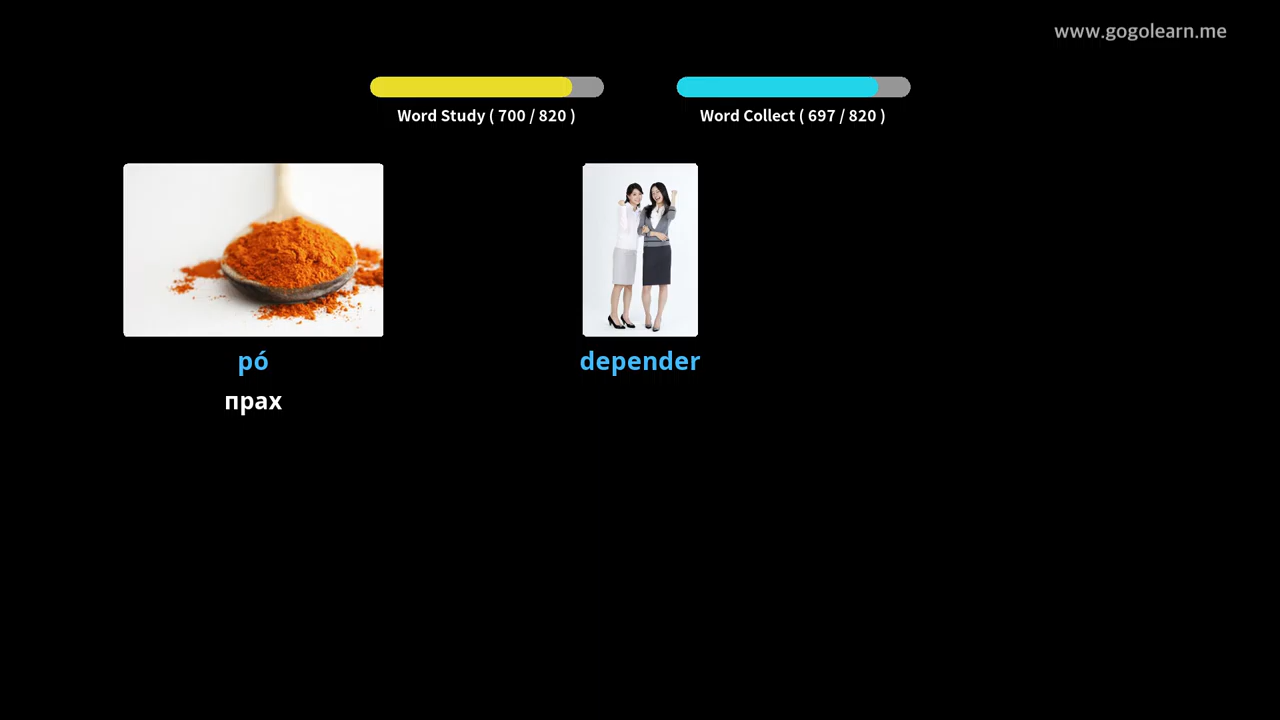 www.gogolearn.me
Word Study ( 700 / 820 )
Word Collect ( 697 / 820 )
pó
прах
depender